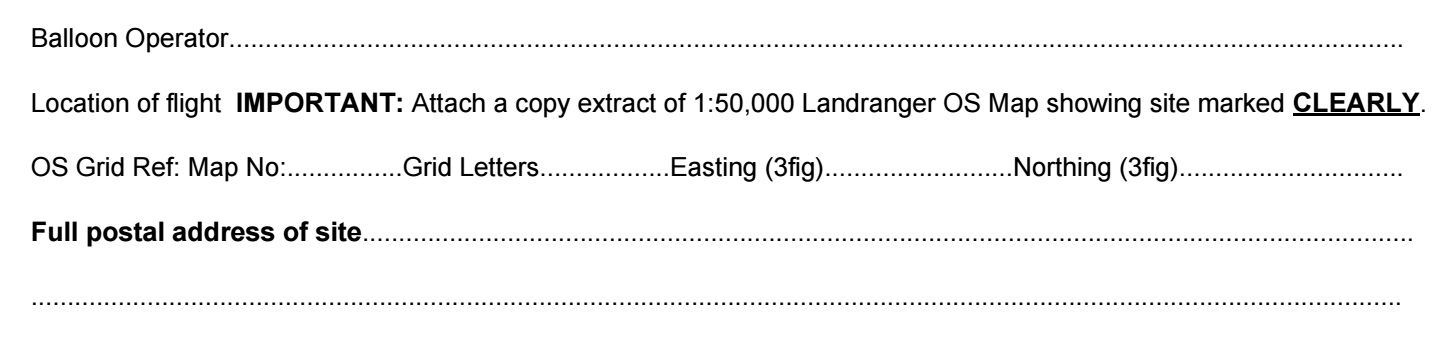 Balloon Operator..................................................................................................................................................................
Location of flight  IMPORTANT: Attach a copy extract of 1:50,000 Landranger OS Map showing site marked CLEARLY.
OS Grid Ref: Map No:................Grid Letters..................Easting (3fig)..........................Northing (3fig)...............................
Full postal address of site.................................................................................................................................................
.............................................................................................................................................................................................